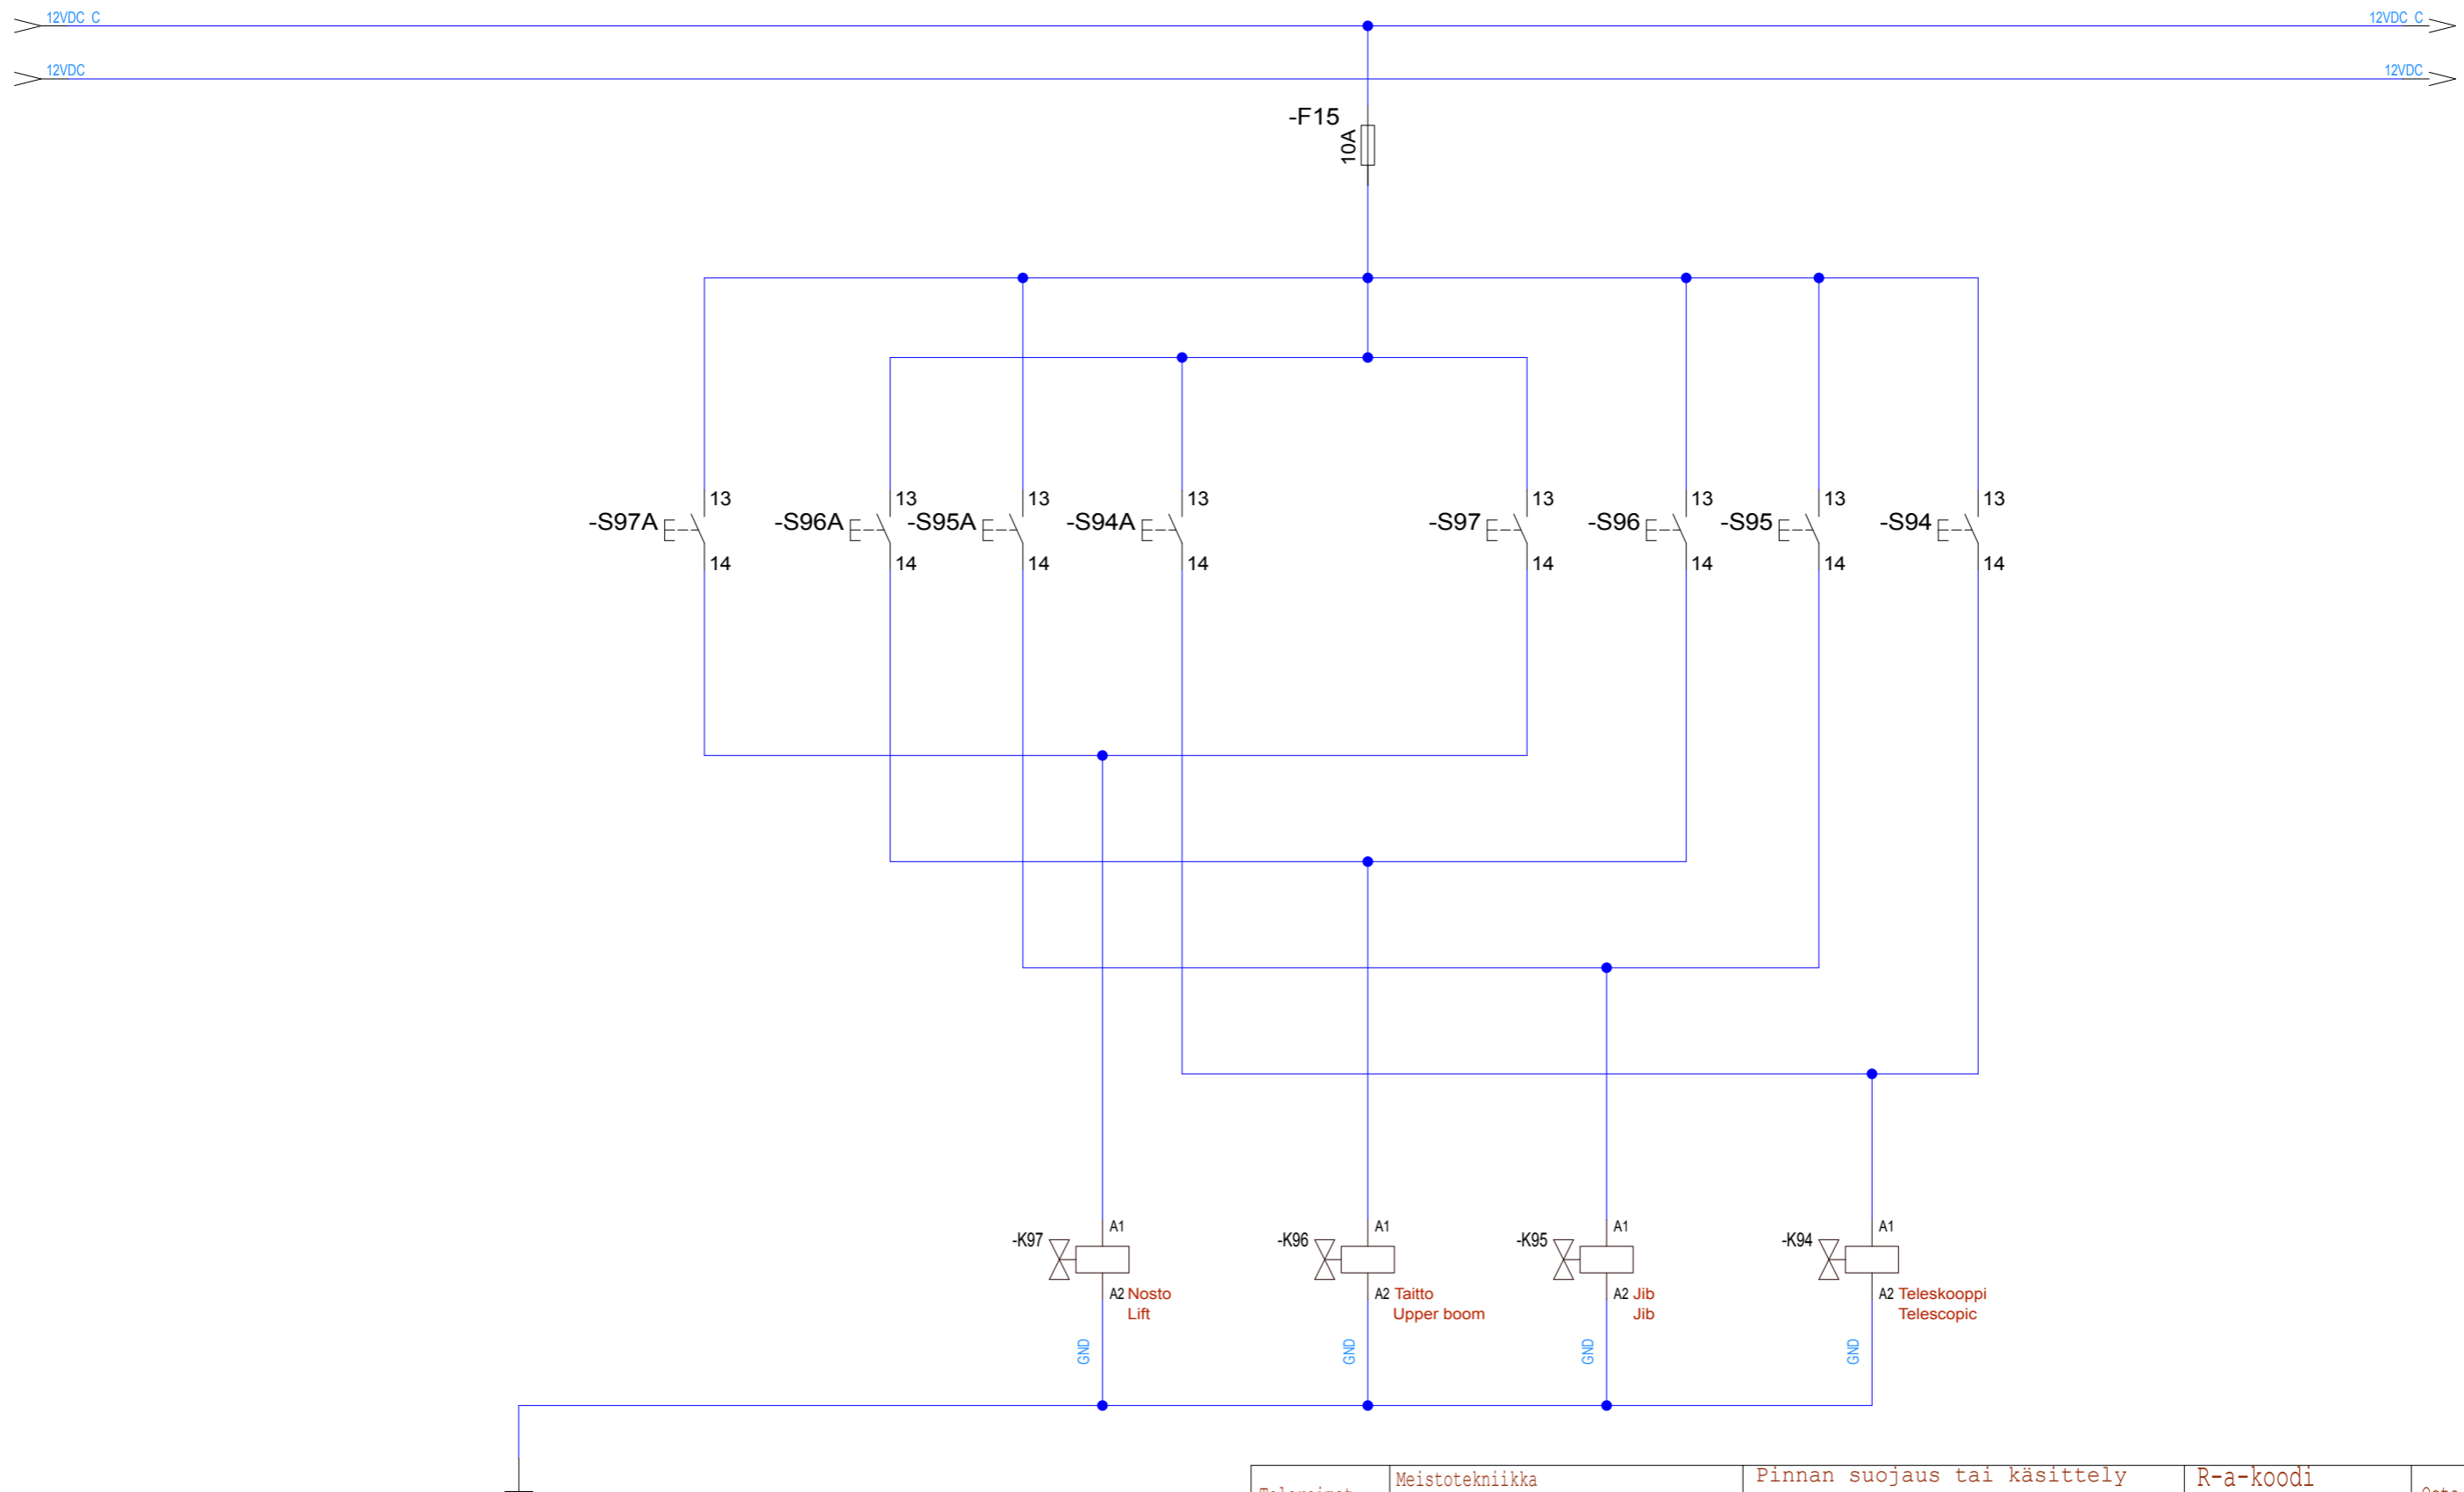 12VDC C
12VDC C
12VDC
12VDC
-F15
10A
13 13 13 13 13 13 13 13
-S97A -S96A -S95A -S94A -S97 -S96 -S95 -S94
14 14 14 14 14 14 14 14
A1 A1 A1 A1
-K97 -K96 -K95 -K94
A2 Nosto A2 Taitto A2 Jib A2 Teleskooppi
Lift Upper boom Jib Telescopic
GND GND GND GND
Meistotekniikka Pinnan suojaus tai käsittely R-a-koodi